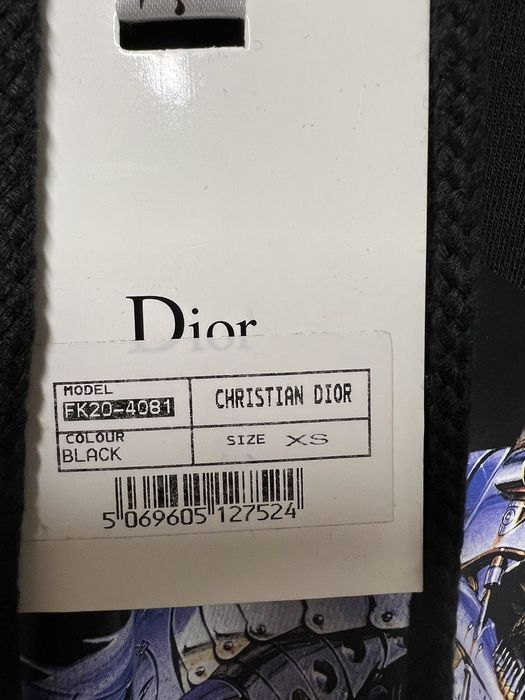 Dior
MODEL
FK20-4081
CHRISTIAN DIOR
COLOUR
BLACK
SIZE XS
5 069605 127524